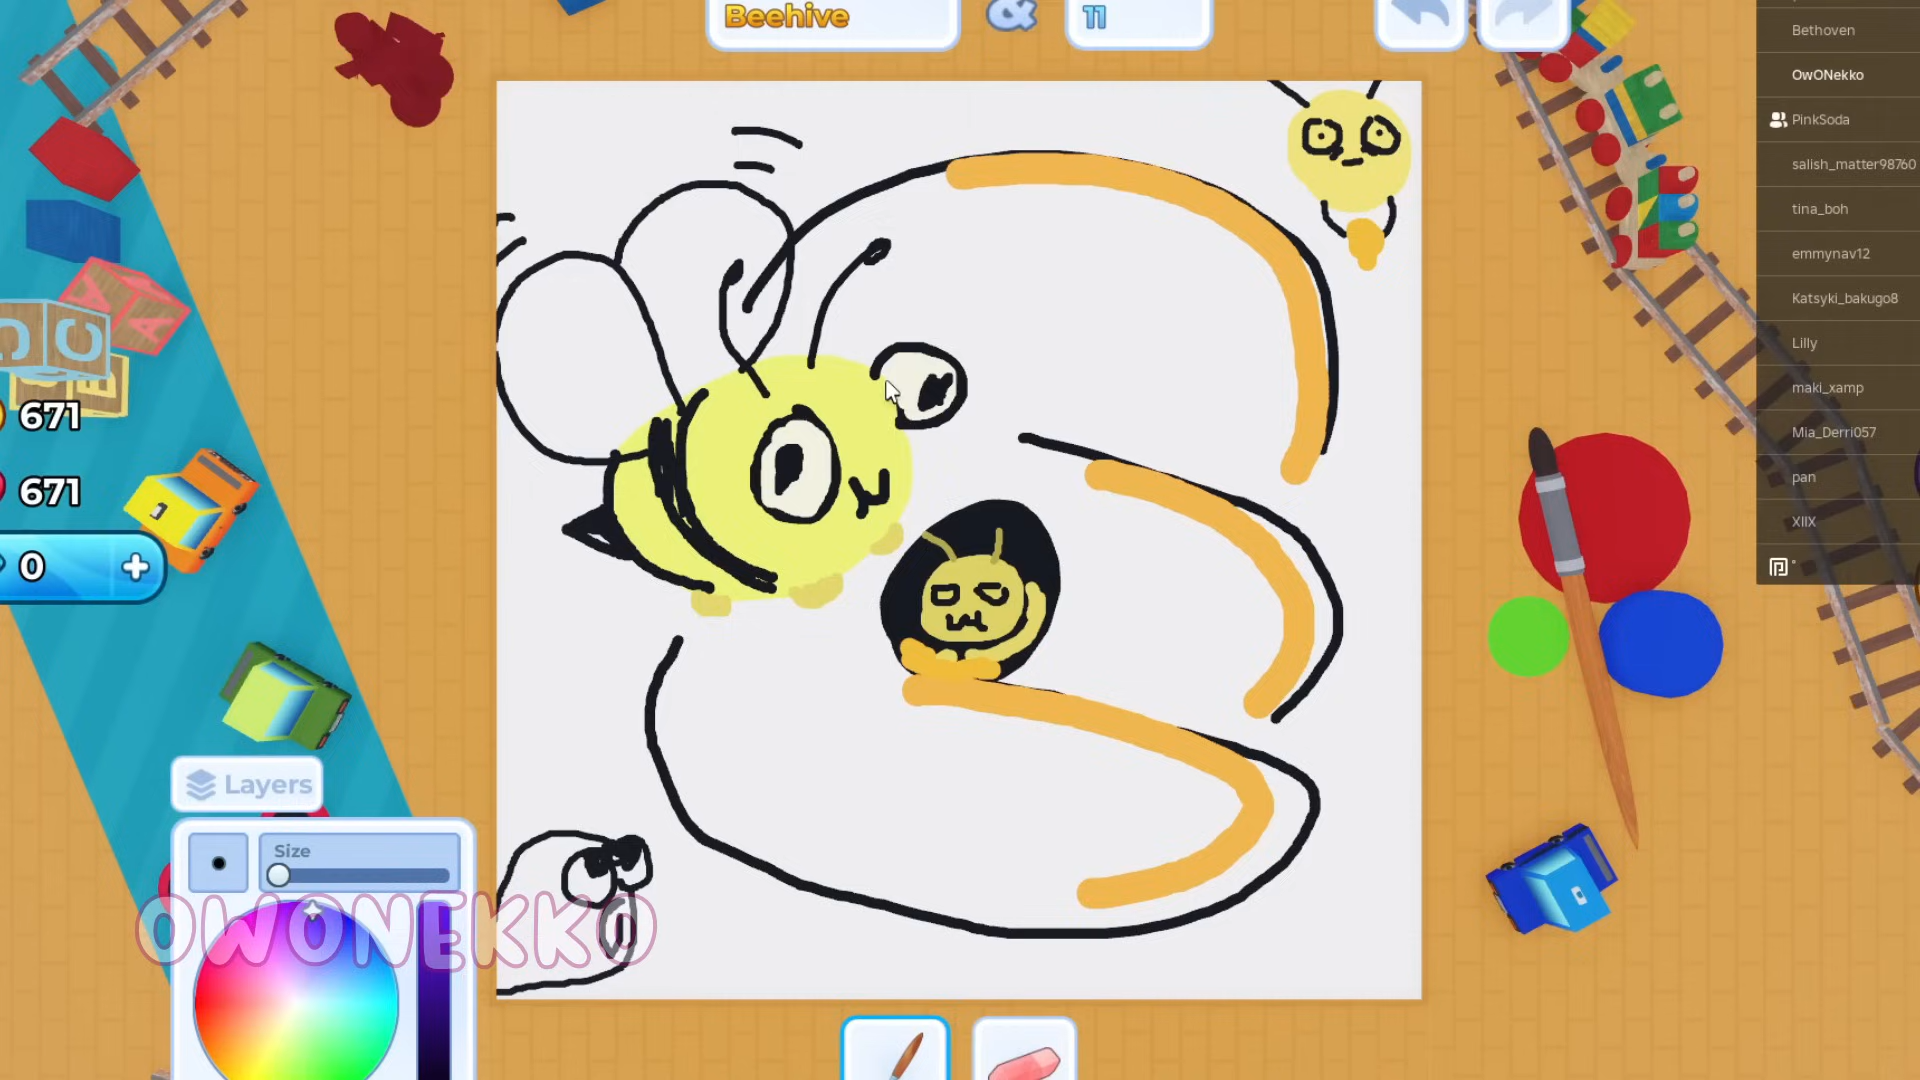 Beehive & 11
Bethoven
OwONekko
PinkSoda
salish_matter98760
tina_boh
emmynav12
Katsyki_bakugo8
Lilly
maki_xamp
Mia_Derri057
pan
XIIX
671
671
0 +
Layers
Size
OWONEKKO